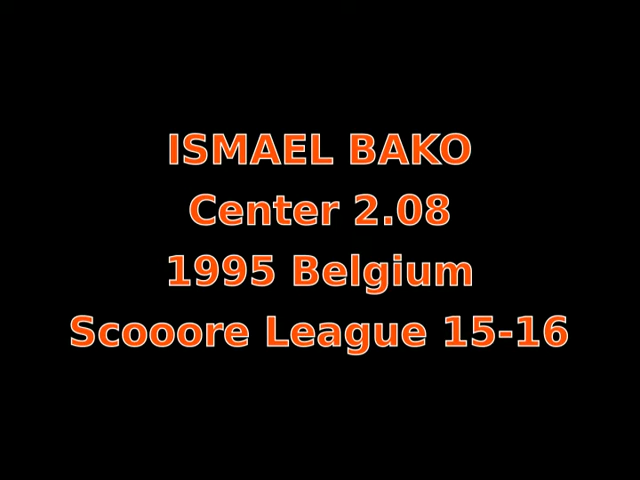 ISMAEL BAKO
Center 2.08
1995 Belgium
Scooore League 15-16